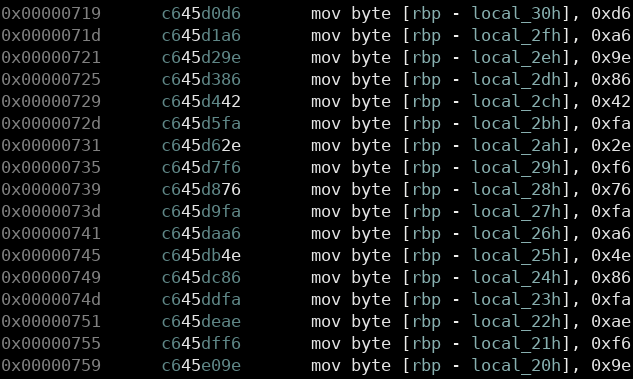 0x00000719 c645d0d6 mov byte [rbp - local_30h], 0xd6
0x0000071d c645d1a6 mov byte [rbp - local_2fh], 0xa6
0x00000721 c645d29e mov byte [rbp - local_2eh], 0x9e
0x00000725 c645d386 mov byte [rbp - local_2dh], 0x86
0x00000729 c645d442 mov byte [rbp - local_2ch], 0x42
0x0000072d c645d5fa mov byte [rbp - local_2bh], 0xfa
0x00000731 c645d62e mov byte [rbp - local_2ah], 0x2e
0x00000735 c645d7f6 mov byte [rbp - local_29h], 0xf6
0x00000739 c645d876 mov byte [rbp - local_28h], 0x76
0x0000073d c645d9fa mov byte [rbp - local_27h], 0xfa
0x00000741 c645daa6 mov byte [rbp - local_26h], 0xa6
0x00000745 c645db4e mov byte [rbp - local_25h], 0x4e
0x00000749 c645dc86 mov byte [rbp - local_24h], 0x86
0x0000074d c645ddfa mov byte [rbp - local_23h], 0xfa
0x00000751 c645deae mov byte [rbp - local_22h], 0xae
0x00000755 c645dff6 mov byte [rbp - local_21h], 0xf6
0x00000759 c645e09e mov byte [rbp - local_20h], 0x9e